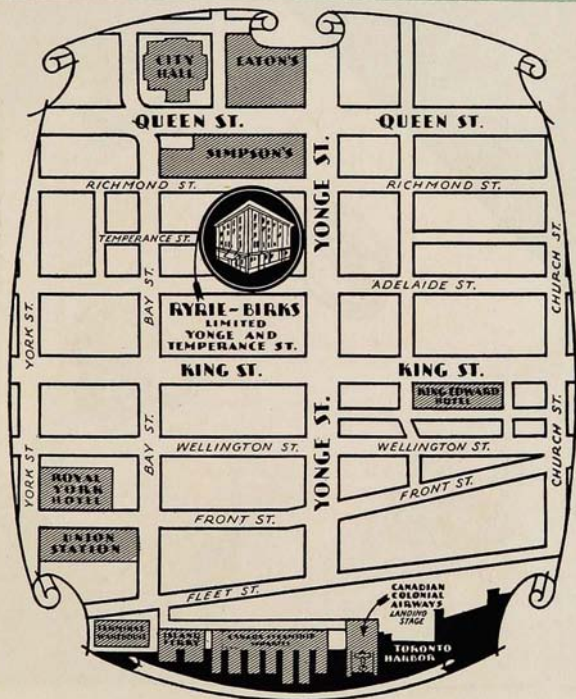 CITY
HALL
EATON'S
QUEEN ST.
QUEEN ST.
SIMPSON'S
YONGE ST.
RICHMOND ST.
RICHMOND ST.
TEMPERANCE ST.
BAY ST.
ADELAIDE ST.
CHURCH ST.
YORK ST.
RYRIE-BIRKS
LIMITED
YONGE AND
TEMPERANCE ST.
KING ST.
KING ST.
KING EDWARD
HOTEL
YONGE ST.
BAY ST.
WELLINGTON ST.
WELLINGTON ST.
CHURCH ST.
YORK ST
ROYAL
YORK
HOTEL
FRONT ST.
FRONT ST.
UNION
STATION
FLEET ST.
CANADIAN
COLONIAL
AIRWAYS
LANDING
STAGE
TERMINAL
WAREHOUSE
ISLAND
FERRY
CANADA STEAMSHIP
TORONTO
HARBOR